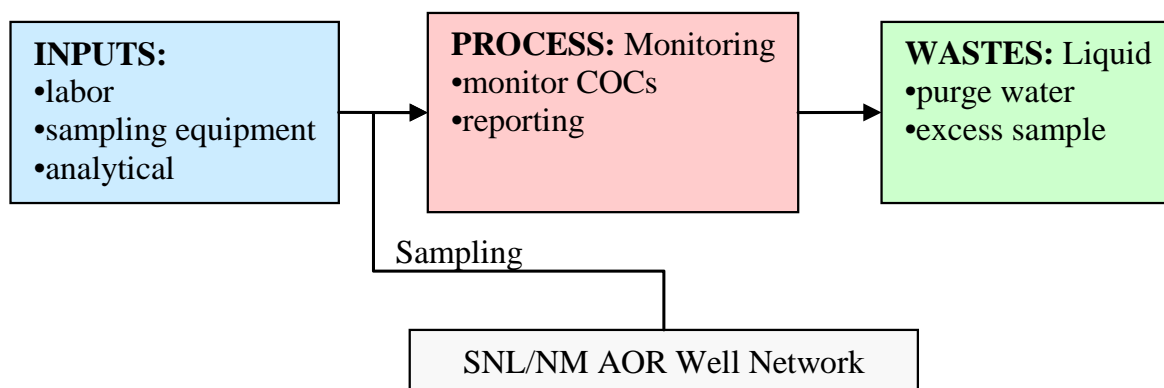 INPUTS:
•labor
•sampling equipment
•analytical
PROCESS: Monitoring
•monitor COCs
•reporting
WASTES: Liquid
•purge water
•excess sample
Sampling
SNL/NM AOR Well Network